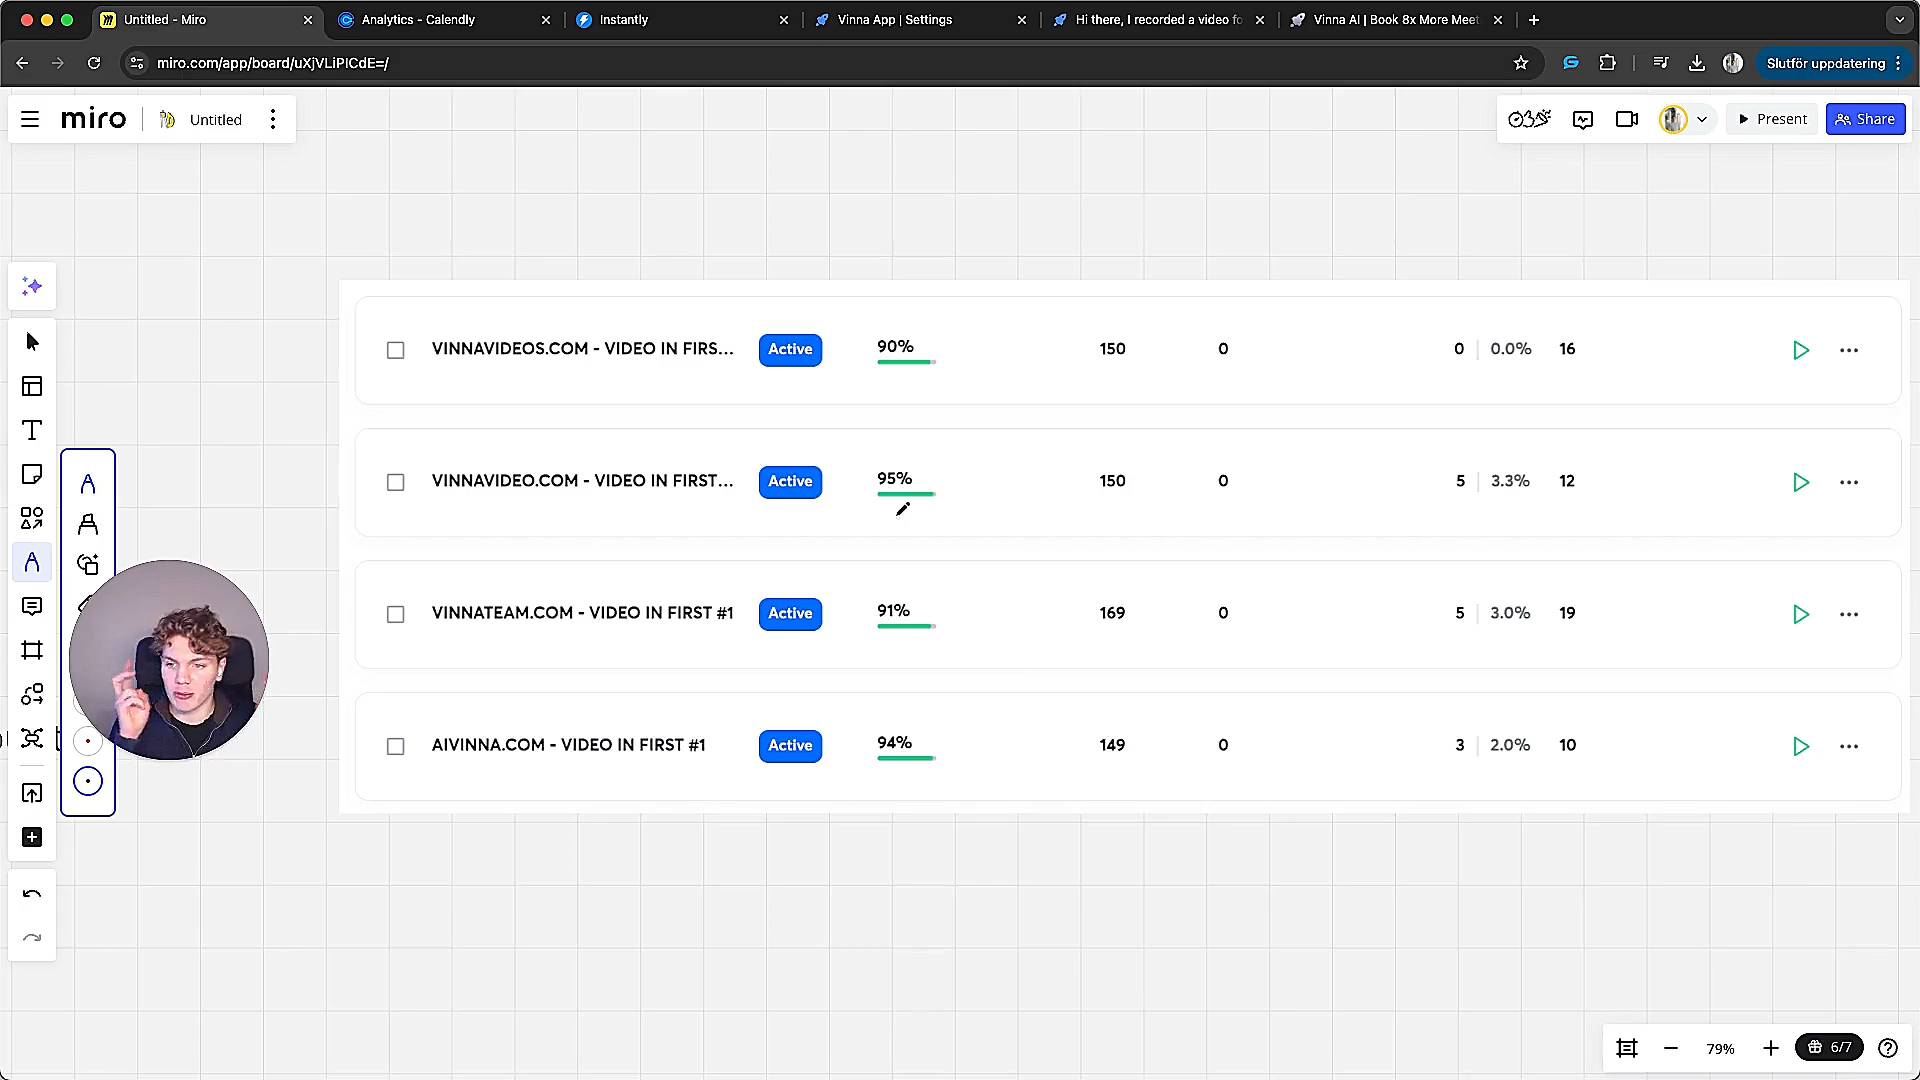 Untitled - Miro
Analytics - Calendly
Instantly
Vinna App | Settings
Hi there, I recorded a video fo
Vinna AI | Book 8x More Meet
miro.com/app/board/uXjVLiPlCdE=/
Slutför uppdatering
miro
Untitled
Present
Share
VINNAVIDEOS.COM - VIDEO IN FIRS... Active 90% 150 0 0 | 0.0% 16
VINNAVIDEO.COM - VIDEO IN FIRST... Active 95% 150 0 5 | 3.3% 12
VINNATEAM.COM - VIDEO IN FIRST #1 Active 91% 169 0 5 | 3.0% 19
AIVINNA.COM - VIDEO IN FIRST #1 Active 94% 149 0 3 | 2.0% 10
79%
6/7